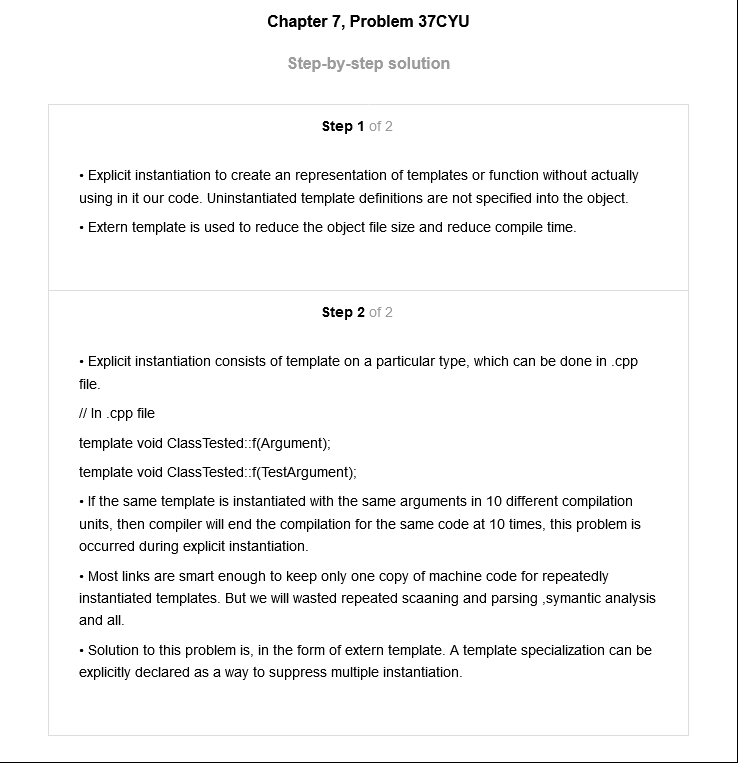 Chapter 7, Problem 37CYU
Step-by-step solution
Step 1 of 2
• Explicit instantiation to create an representation of templates or function without actually
using in it our code. Uninstantiated template definitions are not specified into the object.
• Extern template is used to reduce the object file size and reduce compile time.
Step 2 of 2
• Explicit instantiation consists of template on a particular type, which can be done in .cpp
file.
// In .cpp file
template void ClassTested::f(Argument);
template void ClassTested::f(TestArgument);
• If the same template is instantiated with the same arguments in 10 different compilation
units, then compiler will end the compilation for the same code at 10 times, this problem is
occurred during explicit instantiation.
• Most links are smart enough to keep only one copy of machine code for repeatedly
instantiated templates. But we will wasted repeated scaaning and parsing ,symantic analysis
and all.
• Solution to this problem is, in the form of extern template. A template specialization can be
explicitly declared as a way to suppress multiple instantiation.